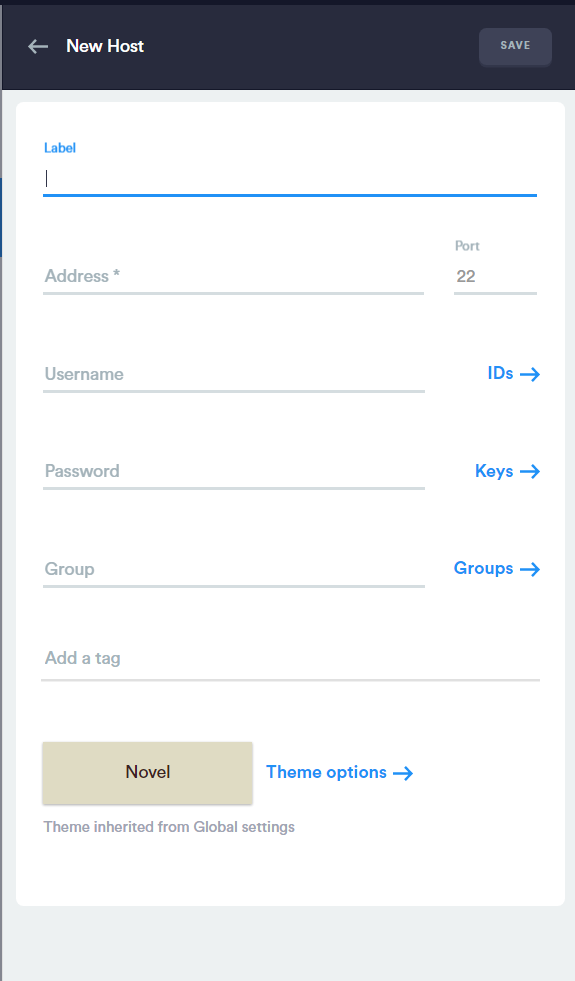 New Host
SAVE
Label
Port
Address *
22
Username
IDs
Password
Keys
Group
Groups
Add a tag
Novel
Theme options
Theme inherited from Global settings